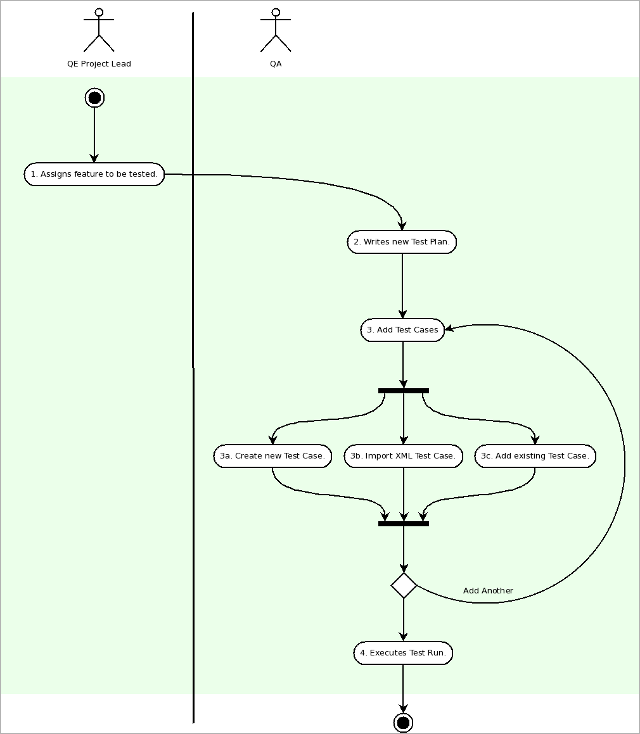 QE Project Lead
QA
1. Assigns feature to be tested.
2. Writes new Test Plan.
3. Add Test Cases
3a. Create new Test Case.
3b. Import XML Test Case.
3c. Add existing Test Case.
Add Another
4. Executes Test Run.